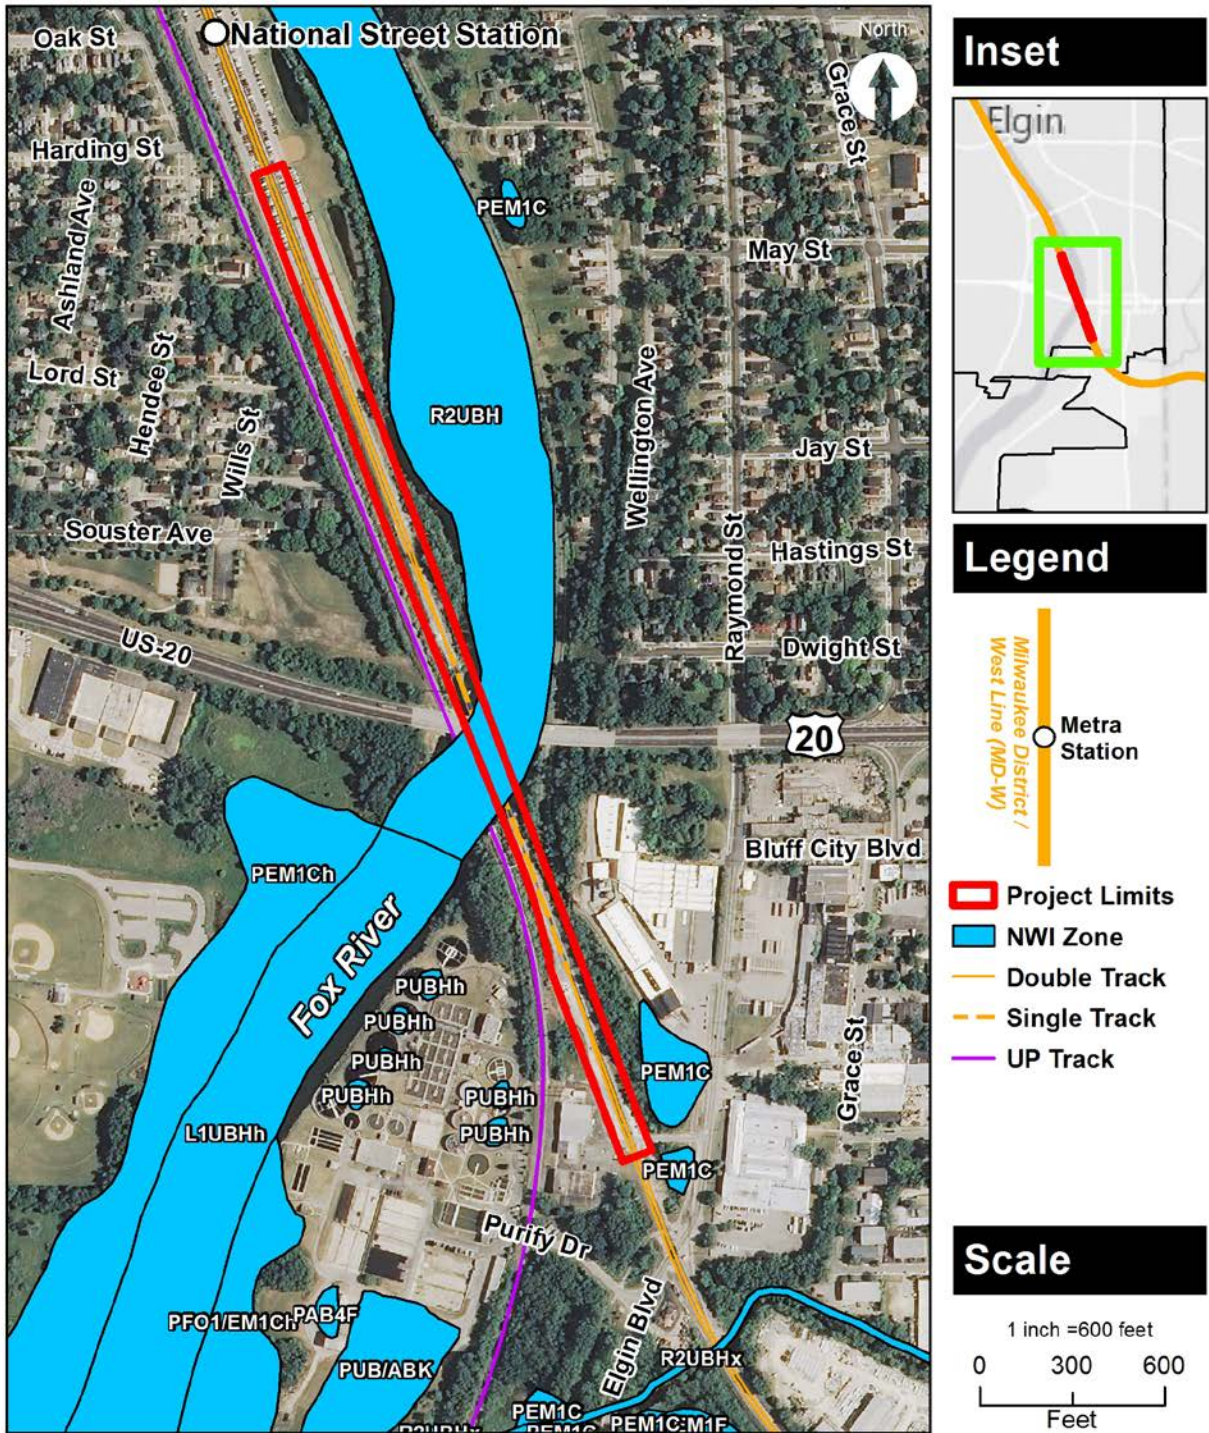 National Street Station
Oak St
North
Grace St
Harding St
Ashland Ave
PEM1C
May St
Hendee St
Lord St
Wills St
R2UBH
Wellington Ave
Jay St
Souster Ave
Raymond St
Hastings St
US-20
Dwight St
20
Bluff City Blvd
PEM1Ch
Fox River
PUBHh
PUBHh
PUBHh
PUBHh
PUBHh
PUBHh
PEM1C
Grace St
L1UBHh
PEM1C
Purify Dr
PFO1/EM1Ch
PAB4F
Elgin Blvd
PUB/ABK
R2UBHx
PEM1C
PEM1C
R2UBHx
PEM1C
Inset
Elgin
Legend
Milwaukee District /
West Line (MD-W)
Metra
Station
Project Limits
NWI Zone
Double Track
Single Track
UP Track
Scale
1 inch =600 feet
0 300 600
Feet